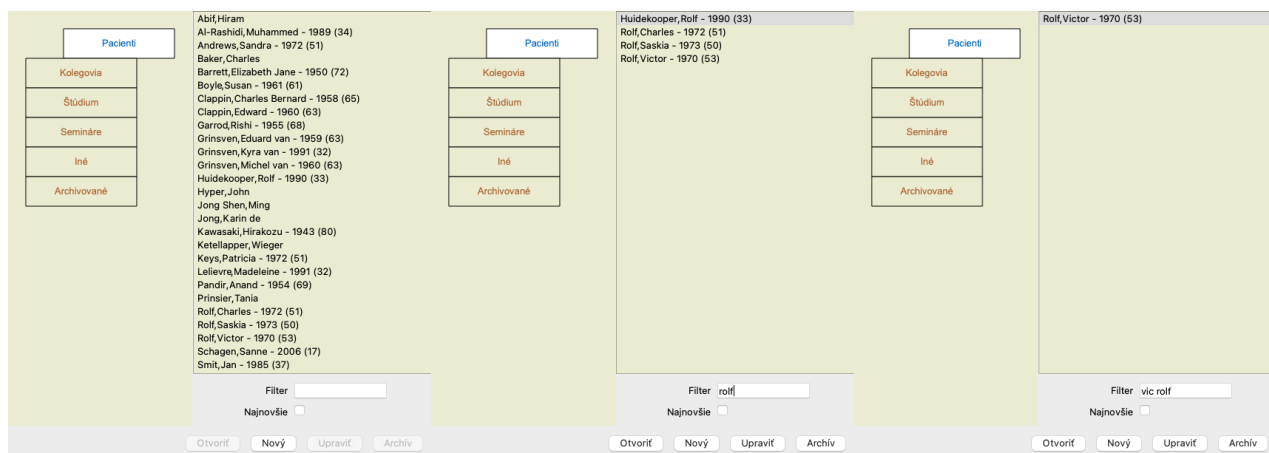 Pacienti
Kolegovia
Štúdium
Semináre
Iné
Archivované
Abif,Hiram
Al-Rashidi,Muhammed - 1989 (34)
Andrews,Sandra - 1972 (51)
Baker,Charles
Barrett,Elizabeth Jane - 1950 (72)
Boyle,Susan - 1961 (61)
Clappin,Charles Bernard - 1958 (65)
Clappin,Edward - 1960 (63)
Garrod,Rishi - 1955 (68)
Grinsven,Eduard van - 1959 (63)
Grinsven,Kyra van - 1991 (32)
Grinsven,Michel van - 1960 (63)
Huidekooper,Rolf - 1990 (33)
Hyper,John
Jong Shen,Ming
Jong,Karin de
Kawasaki,Hirakozu - 1943 (80)
Ketellapper,Wieger
Keys,Patricia - 1972 (51)
Lelievre,Madeleine - 1991 (32)
Pandir,Anand - 1954 (69)
Prinsier,Tania
Rolf,Charles - 1972 (51)
Rolf,Saskia - 1973 (50)
Rolf,Victor - 1970 (53)
Schagen,Sanne - 2006 (17)
Smit,Jan - 1985 (37)
Filter
Najnovšie
Otvoriť Nový Upraviť Archív
Pacienti
Kolegovia
Štúdium
Semináre
Iné
Archivované
Huidekooper,Rolf - 1990 (33)
Rolf,Charles - 1972 (51)
Rolf,Saskia - 1973 (50)
Rolf,Victor - 1970 (53)
Filter rolf
Najnovšie
Otvoriť Nový Upraviť Archív
Pacienti
Kolegovia
Štúdium
Semináre
Iné
Archivované
Rolf,Victor - 1970 (53)
Filter vic rolf
Najnovšie
Otvoriť Nový Upraviť Archív